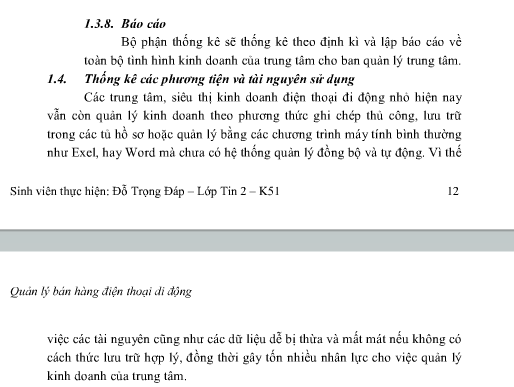 1.3.8. Báo cáo
Bộ phận thống kê sẽ thống kê theo định kì và lập báo cáo về
toàn bộ tình hình kinh doanh của trung tâm cho ban quản lý trung tâm.
1.4. Thống kê các phương tiện và tài nguyên sử dụng
Các trung tâm, siêu thị kinh doanh điện thoại di động nhỏ hiện nay
vẫn còn quản lý kinh doanh theo phương thức ghi chép thủ công, lưu trữ
trong các tủ hồ sơ hoặc quản lý bằng các chương trình máy tính bình thường
như Exel, hay Word mà chưa có hệ thống quản lý đồng bộ và tự động. Vì thế
Sinh viên thực hiện: Đỗ Trọng Đáp – Lớp Tin 2 – K51 12
Quản lý bán hàng điện thoại di động
việc các tài nguyên cũng như các dữ liệu dễ bị thừa và mất mát nếu không có
cách thức lưu trữ hợp lý, đồng thời gây tốn nhiều nhân lực cho việc quản lý
kinh doanh của trung tâm.